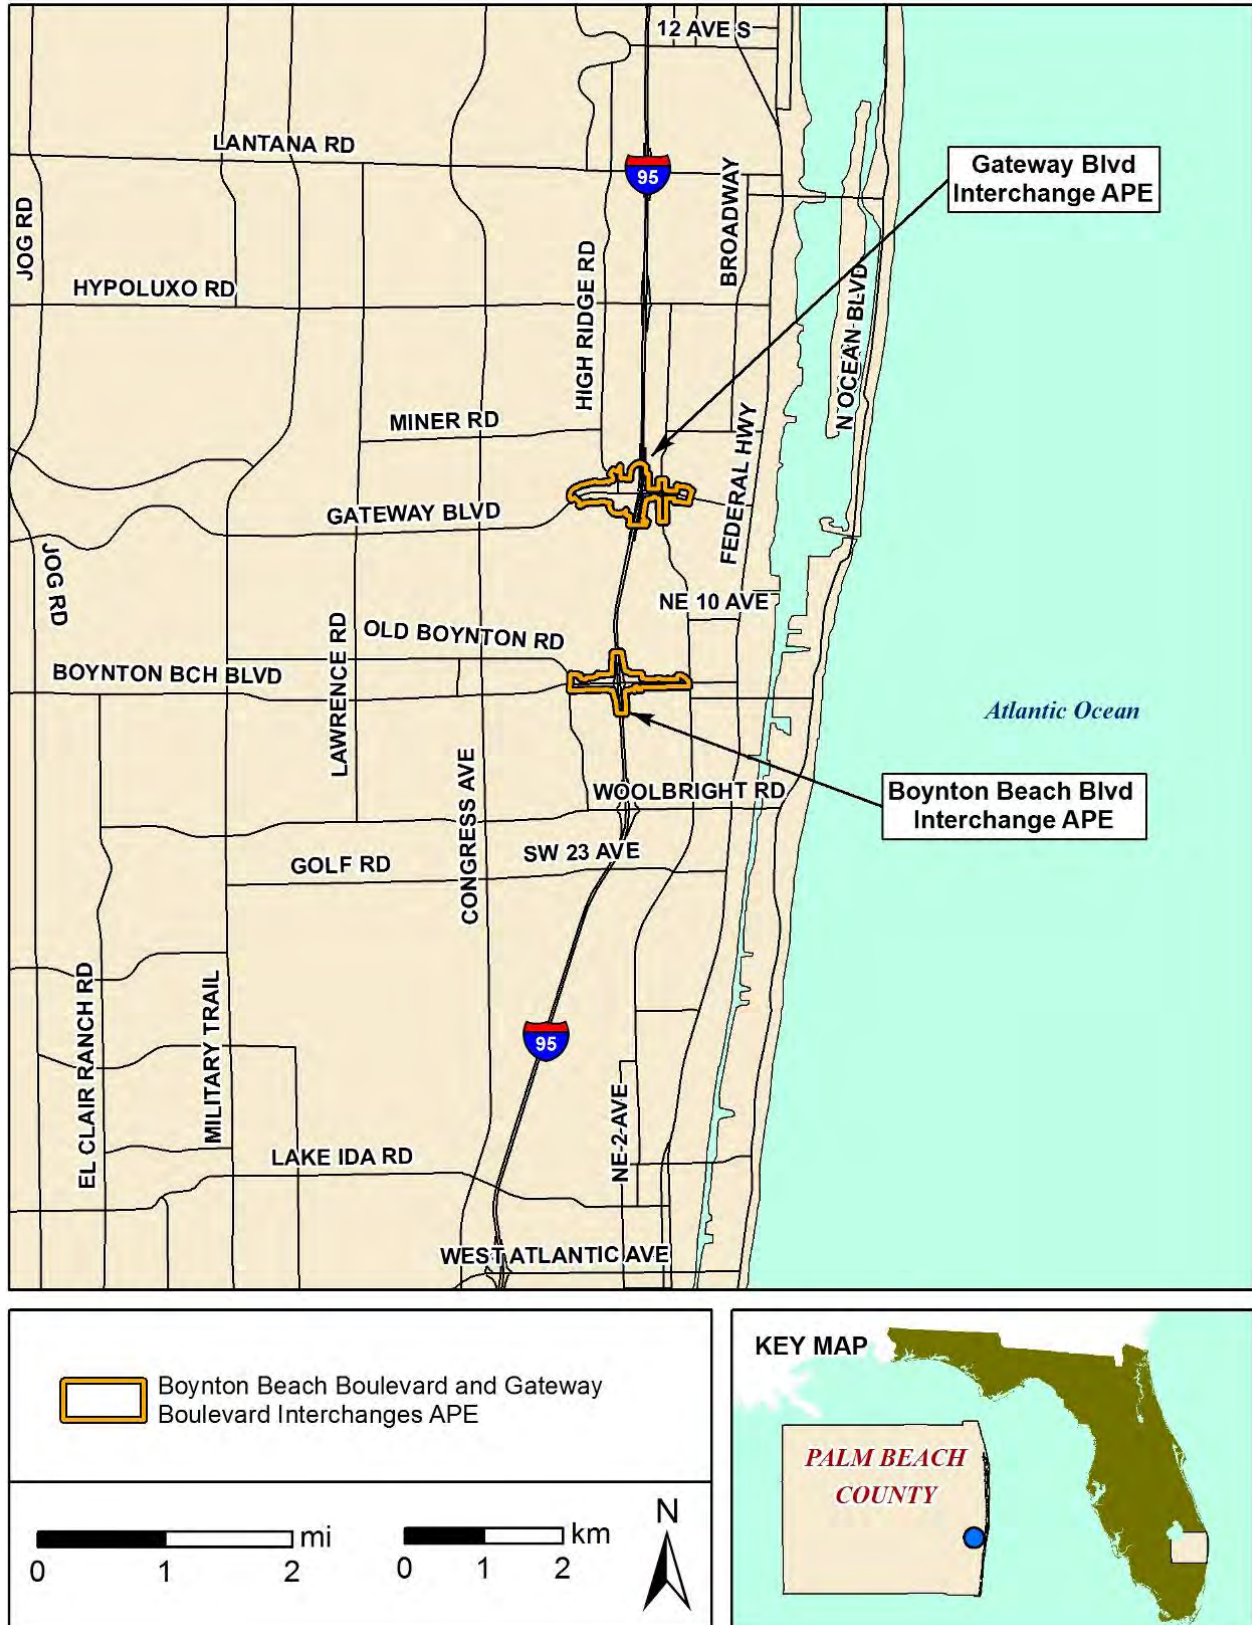 12 AVE S
LANTANA RD
95
BROADWAY
Gateway Blvd
Interchange APE
JOG RD
HIGH RIDGE RD
HYPOLUXO RD
N OCEAN BLVD
MINER RD
FEDERAL HWY
GATEWAY BLVD
JOG RD
NE 10 AVE
LAWRENCE RD
OLD BOYNTON RD
BOYNTON BCH BLVD
Atlantic Ocean
CONGRESS AVE
WOOLBRIGHT RD
Boynton Beach Blvd
Interchange APE
SW 23 AVE
GOLF RD
EL CLAIR RANCH RD
MILITARY TRAIL
95
NE 2 AVE
LAKE IDA RD
WEST ATLANTIC AVE
Boynton Beach Boulevard and Gateway
Boulevard Interchanges APE
mi
0 1 2
km
0 1 2
N
KEY MAP
PALM BEACH
COUNTY